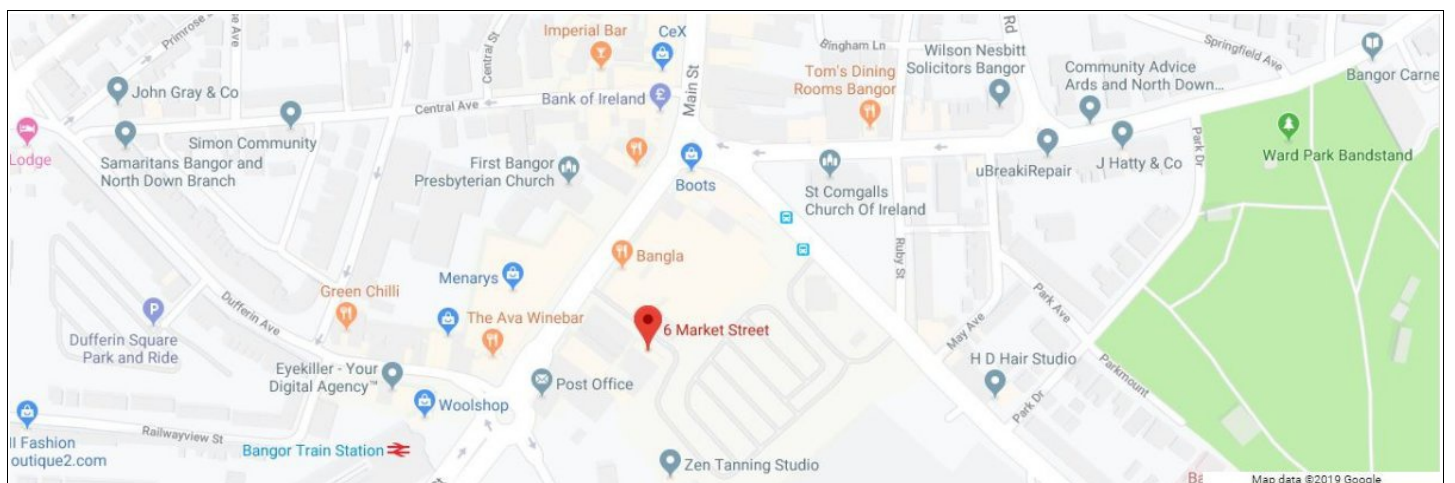 Primrose
Ave
Central St
Imperial Bar
CeX
Main St
Rd
Bingham Ln
Wilson Nesbitt
Solicitors Bangor
Springfield Ave
Community Advice
Ards and North Down...
Bangor Carne
John Gray & Co
Central Ave
Bank of Ireland
Tom's Dining
Rooms Bangor
Lodge
Simon Community
Samaritans Bangor and
North Down Branch
First Bangor
Presbyterian Church
Boots
St Comgalls
Church Of Ireland
uBreakiRepair
J Hatty & Co
Park Dr
Ward Park Bandstand
Bangla
Ruby St
Menarys
Green Chilli
Dufferin Ave
The Ava Winebar
6 Market Street
Park Ave
May Ave
Dufferin Square
Park and Ride
Eyekiller - Your
Digital Agency™
Post Office
H D Hair Studio
Parkmount
Woolshop
Park Dr
Railwayview St
ll Fashion
outique2.com
Bangor Train Station
Zen Tanning Studio
Ba
Map data ©2019 Google